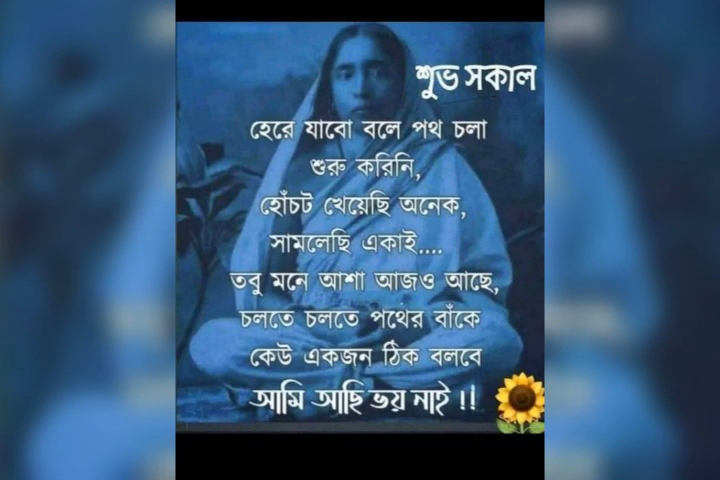 শুভ সকাল
হেরে যাবো বলে পথ চলা
শুরু করিনি,
হোঁচট খেয়েছি অনেক,
সামলেছি একাই....
তবু মনে আশা আজও আছে,
চলতে চলতে পথের বাঁকে
কেউ একজন ঠিক বলবে
আমি আছি ভয় নাই !!